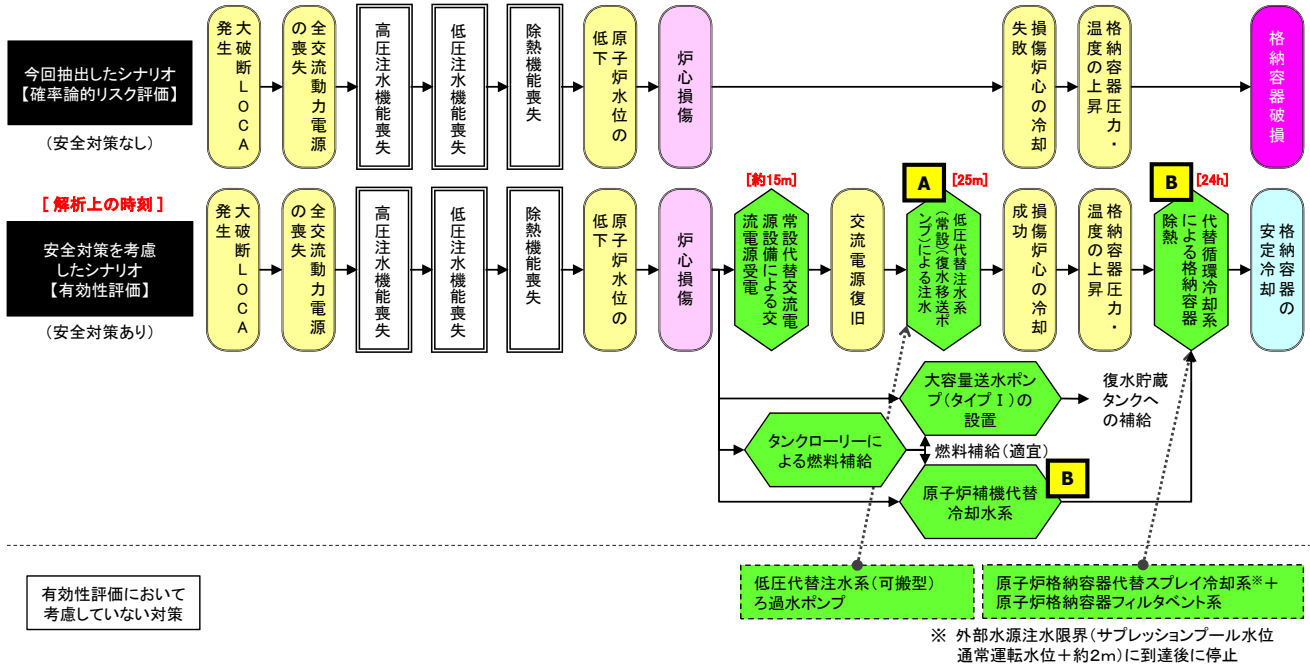 大破断LOCA
発生
全交流動力電源
の喪失
高圧注水機能喪失
低圧注水機能喪失
除熱機能喪失
原子炉水位の
低下
炉心損傷
損傷炉心の冷却
失敗
格納容器圧力・
温度の上昇
格納容器破損
今回抽出したシナリオ
【確率論的リスク評価】
(安全対策なし)
[ 解析上の時刻 ]
[約15m]
A
[25m]
B
[24h]
安全対策を考慮
したシナリオ
【有効性評価】
(安全対策あり)
大破断LOCA
発生
全交流動力電源
の喪失
高圧注水機能喪失
低圧注水機能喪失
除熱機能喪失
原子炉水位の
低下
炉心損傷
常設代替交流電
源設備による交
流電源受電
交流電源復旧
低圧代替注水系
(常設)(復水移送ポ
ンプ)による注水
損傷炉心の冷却
成功
格納容器圧力・
温度の上昇
代替循環冷却系
による格納容器
除熱
格納容器の
安定冷却
大容量送水ポン
プ(タイプⅠ)の
設置
復水貯蔵
タンクへ
の補給
タンクローリーに
よる燃料補給
燃料補給(適宜)
B
原子炉補機代替
冷却水系
有効性評価において
考慮していない対策
低圧代替注水系(可搬型)
ろ過水ポンプ
原子炉格納容器代替スプレイ冷却系※+
原子炉格納容器フィルタベント系
※ 外部水源注水限界(サプレッションプール水位
通常運転水位+約2m)に到達後に停止